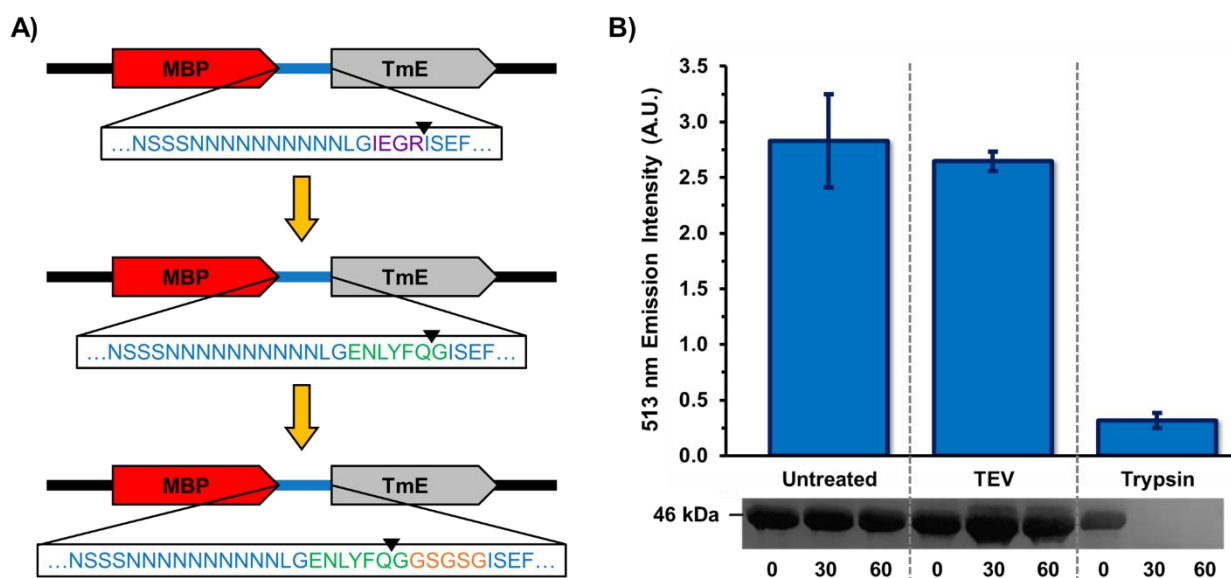 A)
MBP TmE
...NSSSNNNNNNNNNNLGIEGRISEF...
MBP TmE
...NSSSNNNNNNNNNNLGENLYFQGISEF...
MBP TmE
...NSSSNNNNNNNNNNLGENLYFQGGSGSGISEF...
B)
513 nm Emission Intensity (A.U.)
3.5
3.0
2.5
2.0
1.5
1.0
0.5
0.0
Untreated TEV Trypsin
46 kDa
0 30 60 0 30 60 0 30 60